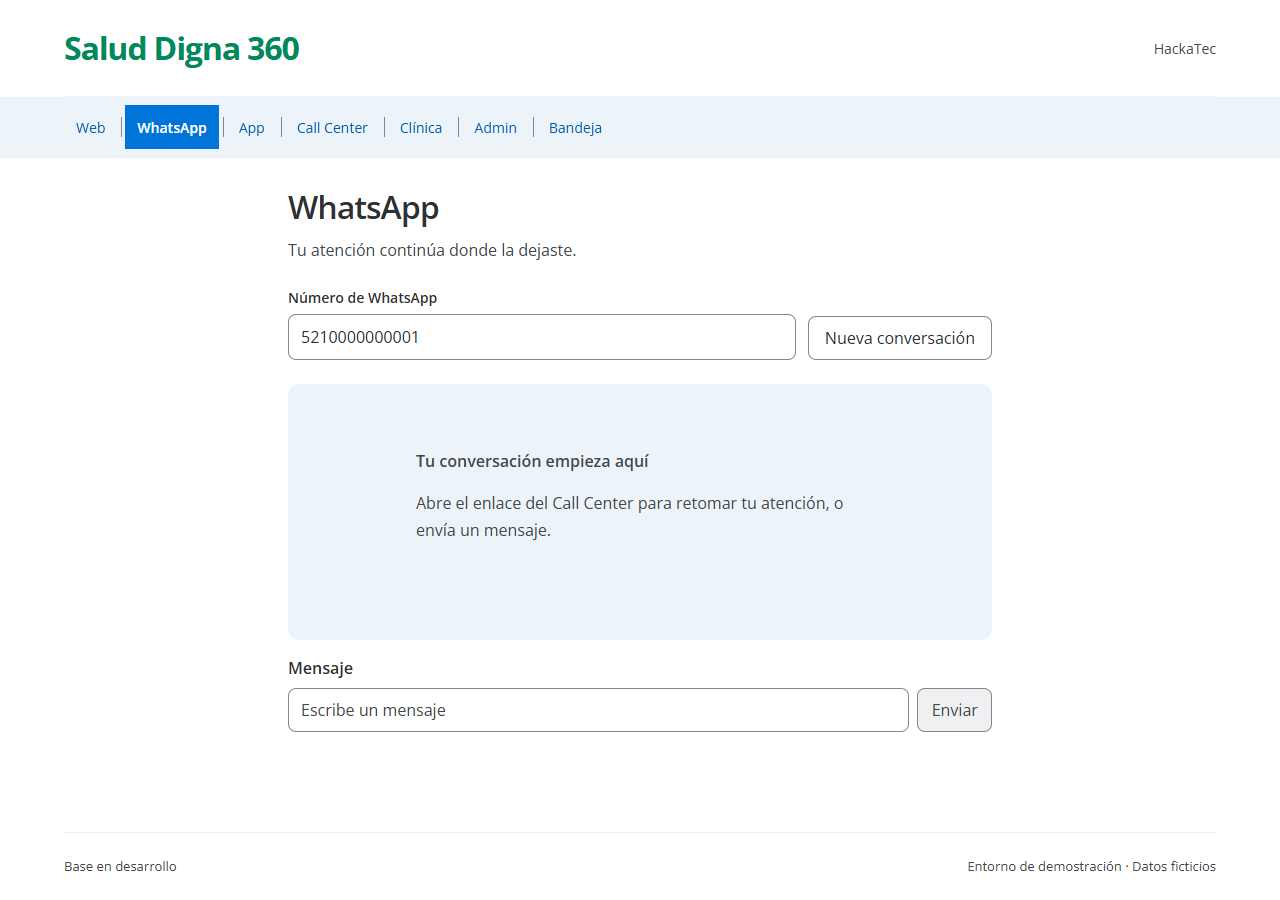 Salud Digna 360
HackaTec
Web
WhatsApp
App
Call Center
Clínica
Admin
Bandeja
WhatsApp
Tu atención continúa donde la dejaste.
Número de WhatsApp
5210000000001
Nueva conversación
Tu conversación empieza aquí
Abre el enlace del Call Center para retomar tu atención, o
envía un mensaje.
Mensaje
Escribe un mensaje
Enviar
Base en desarrollo
Entorno de demostración · Datos ficticios